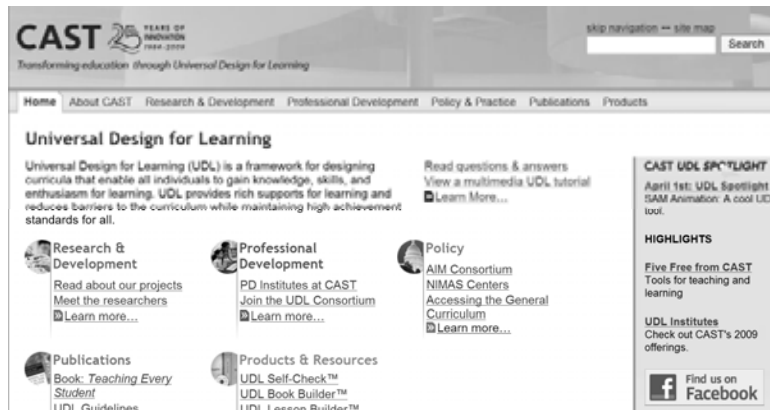 CAST 25 YEARS OF INNOVATION 1984-2009
skip navigation — site map
Search
Transforming education through Universal Design for Learning
Home About CAST Research & Development Professional Development Policy & Practice Publications Products
Universal Design for Learning
Universal Design for Learning (UDL) is a framework for designing
curricula that enable all individuals to gain knowledge, skills, and
enthusiasm for learning. UDL provides rich supports for learning and
reduces barriers to the curriculum while maintaining high achievement
standards for all.
Read questions & answers
View a multimedia UDL tutorial
Learn More...
Research &
Development
Read about our projects
Meet the researchers
Learn more...
Professional
Development
PD Institutes at CAST
Join the UDL Consortium
Learn more...
Policy
AIM Consortium
NIMAS Centers
Accessing the General
Curriculum
Learn more...
Publications
Book: Teaching Every
Student
UDL Guidelines
Products & Resources
UDL Self-Check™
UDL Book Builder™
UDL Lesson Builder™
CAST UDL SPOTLIGHT
April 1st: UDL Spotlight
SAM Animation: A cool UD
tool.
HIGHLIGHTS
Five Free from CAST
Tools for teaching and
learning
UDL Institutes
Check out CAST's 2009
offerings.
Find us on
Facebook